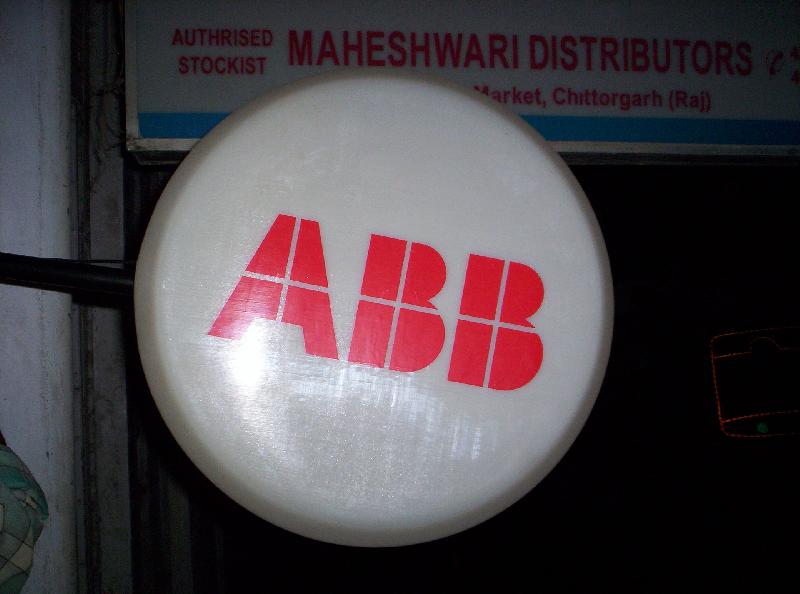 AUTHRISED
STOCKIST
MAHESHWARI DISTRIBUTORS
Market, Chittorgarh (Raj)
ABB